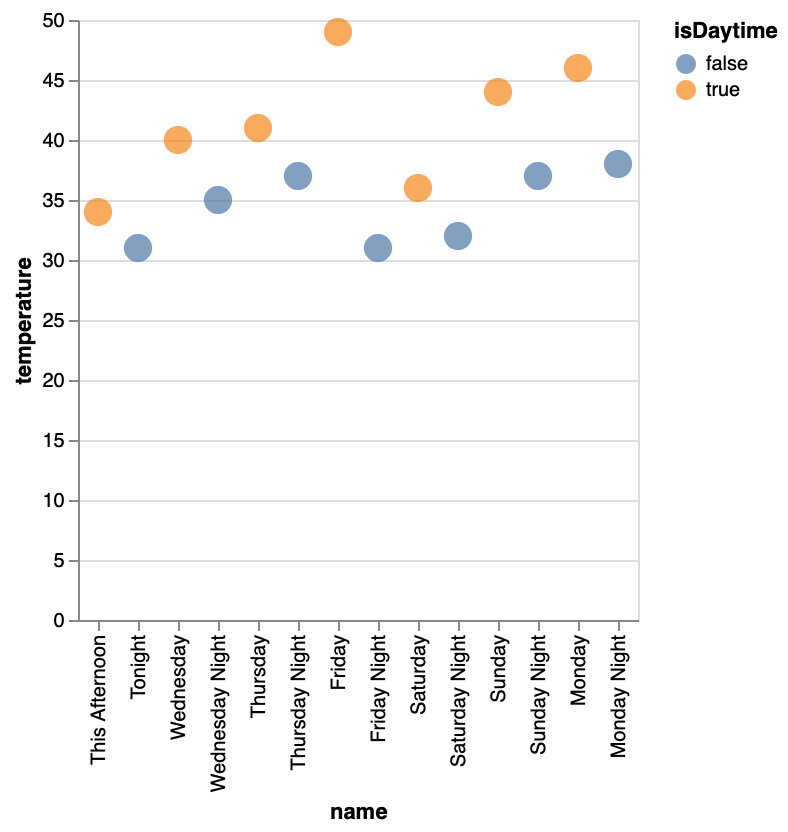 50
45
40
35
30
25
20
15
10
5
0
temperature
This Afternoon
Tonight
Wednesday
Wednesday Night
Thursday
Thursday Night
Friday
Friday Night
Saturday
Saturday Night
Sunday
Sunday Night
Monday
Monday Night
name
isDaytime
false
true